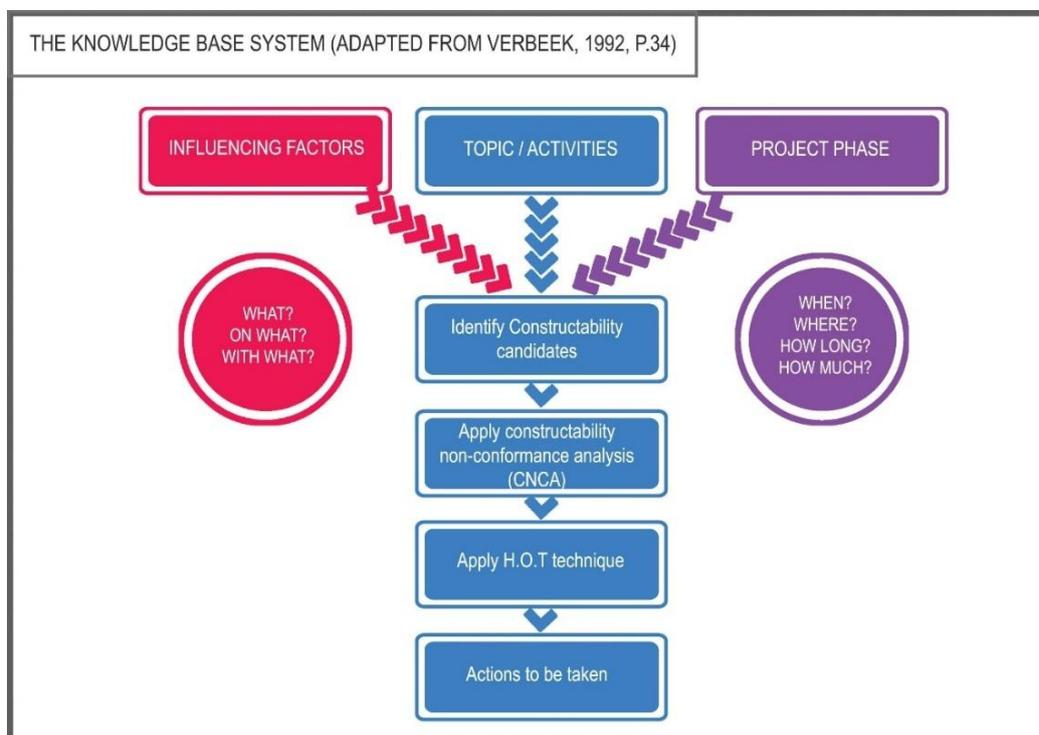 THE KNOWLEDGE BASE SYSTEM (ADAPTED FROM VERBEEK, 1992, P.34)
INFLUENCING FACTORS
TOPIC / ACTIVITIES
PROJECT PHASE
WHAT?
ON WHAT?
WITH WHAT?
Identify Constructability
candidates
WHEN?
WHERE?
HOW LONG?
HOW MUCH?
Apply constructability
non-conformance analysis
(CNCA)
Apply H.O.T technique
Actions to be taken